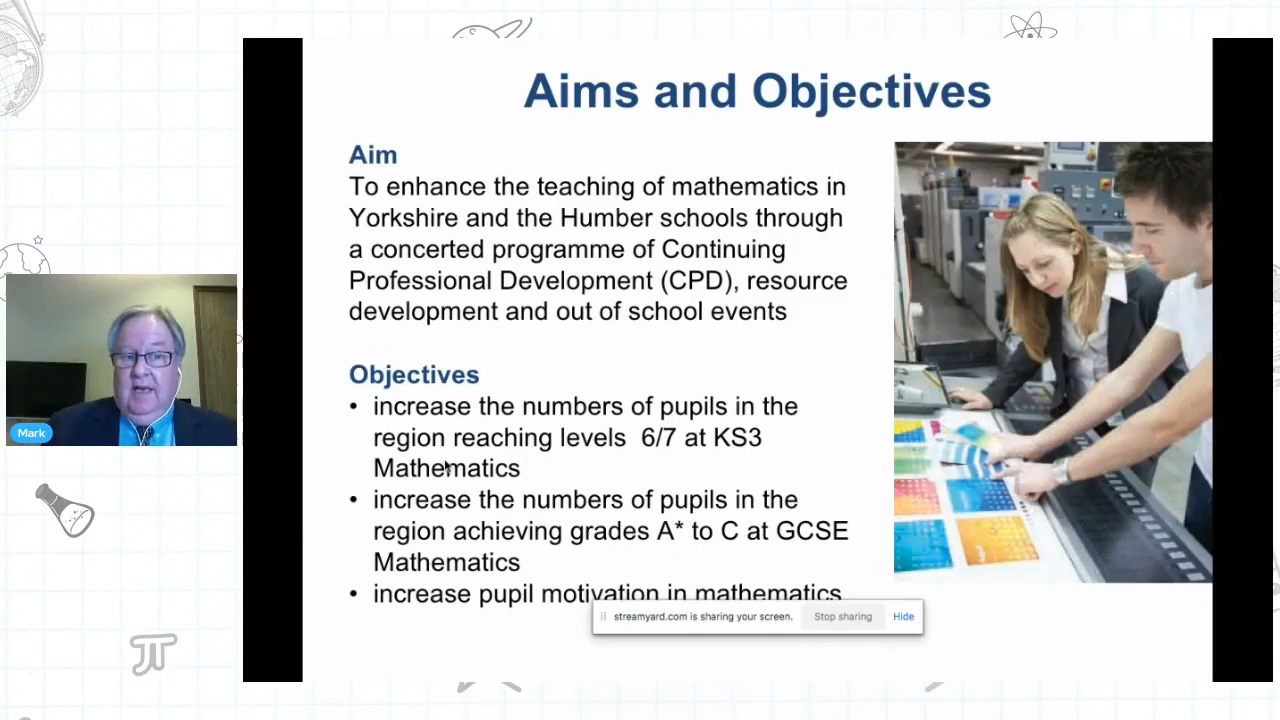 Aims and Objectives
Aim
To enhance the teaching of mathematics in
Yorkshire and the Humber schools through
a concerted programme of Continuing
Professional Development (CPD), resource
development and out of school events
Objectives
• increase the numbers of pupils in the
region reaching levels 6/7 at KS3
Mathematics
• increase the numbers of pupils in the
region achieving grades A* to C at GCSE
Mathematics
• increase pupil motivation in mathematics
streamyard.com is sharing your screen. Stop sharing Hide
Mark